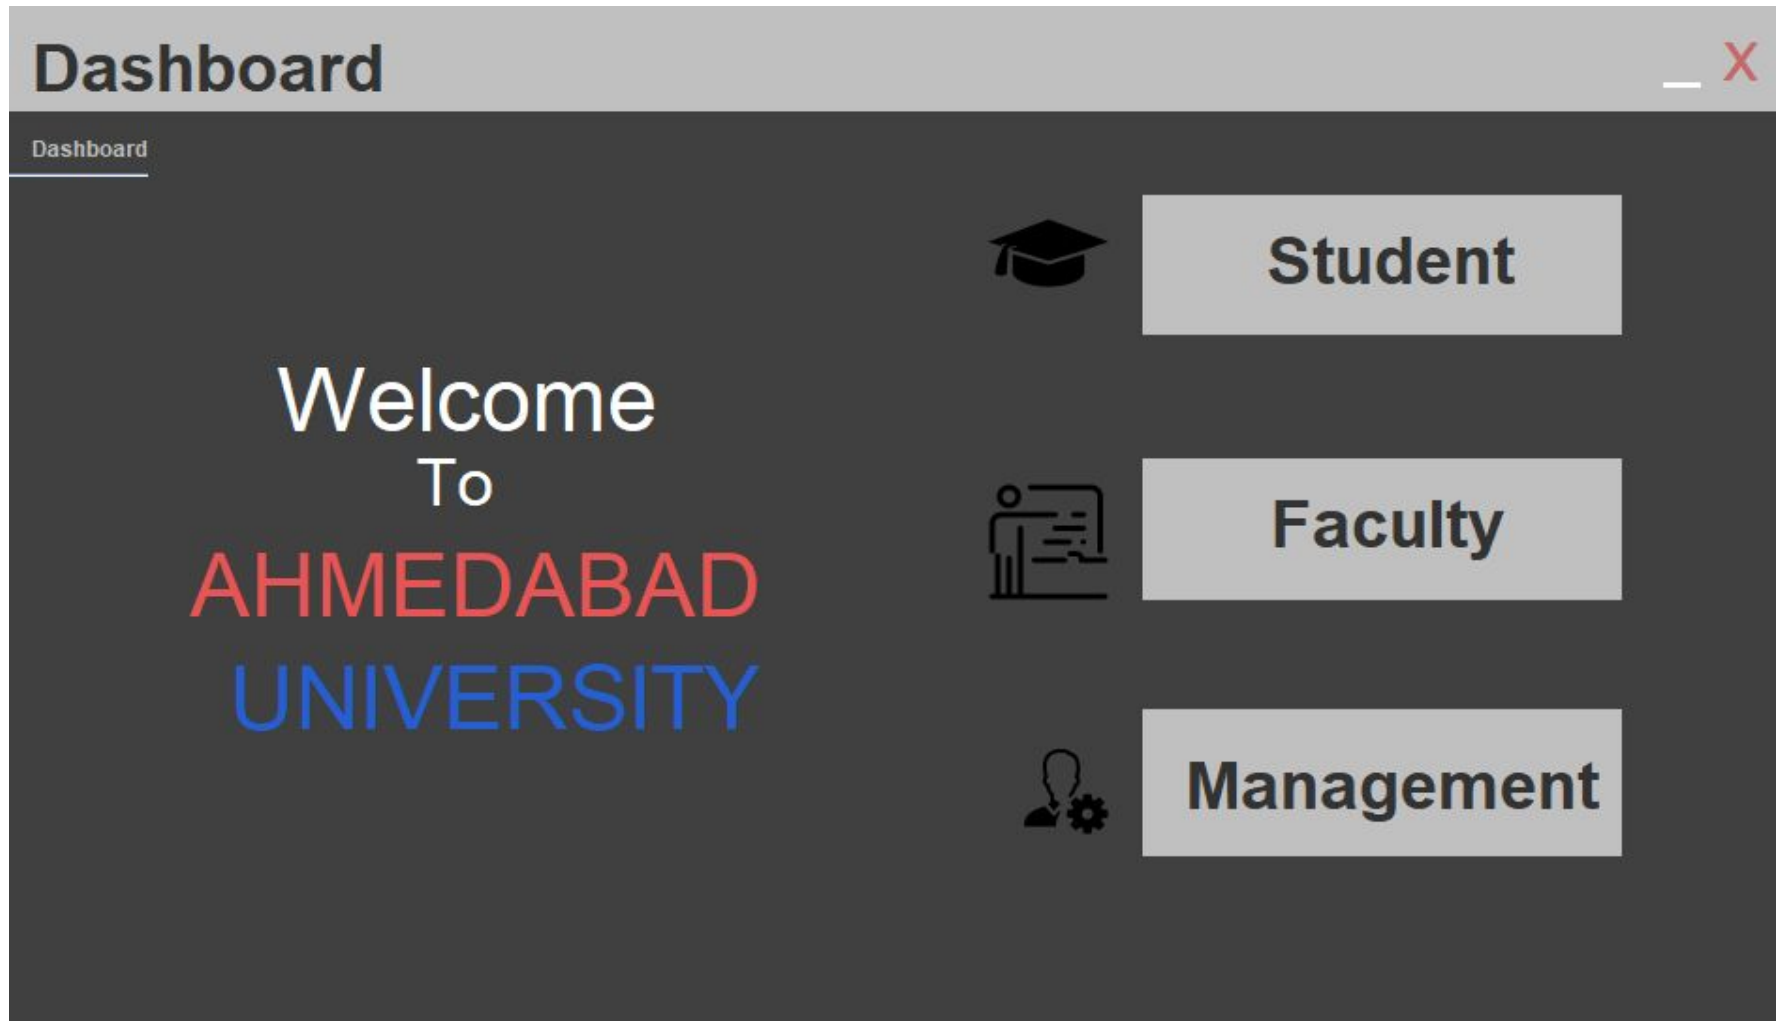 Dashboard
_ X
Dashboard
Welcome
To
AHMEDABAD
UNIVERSITY
Student
Faculty
Management